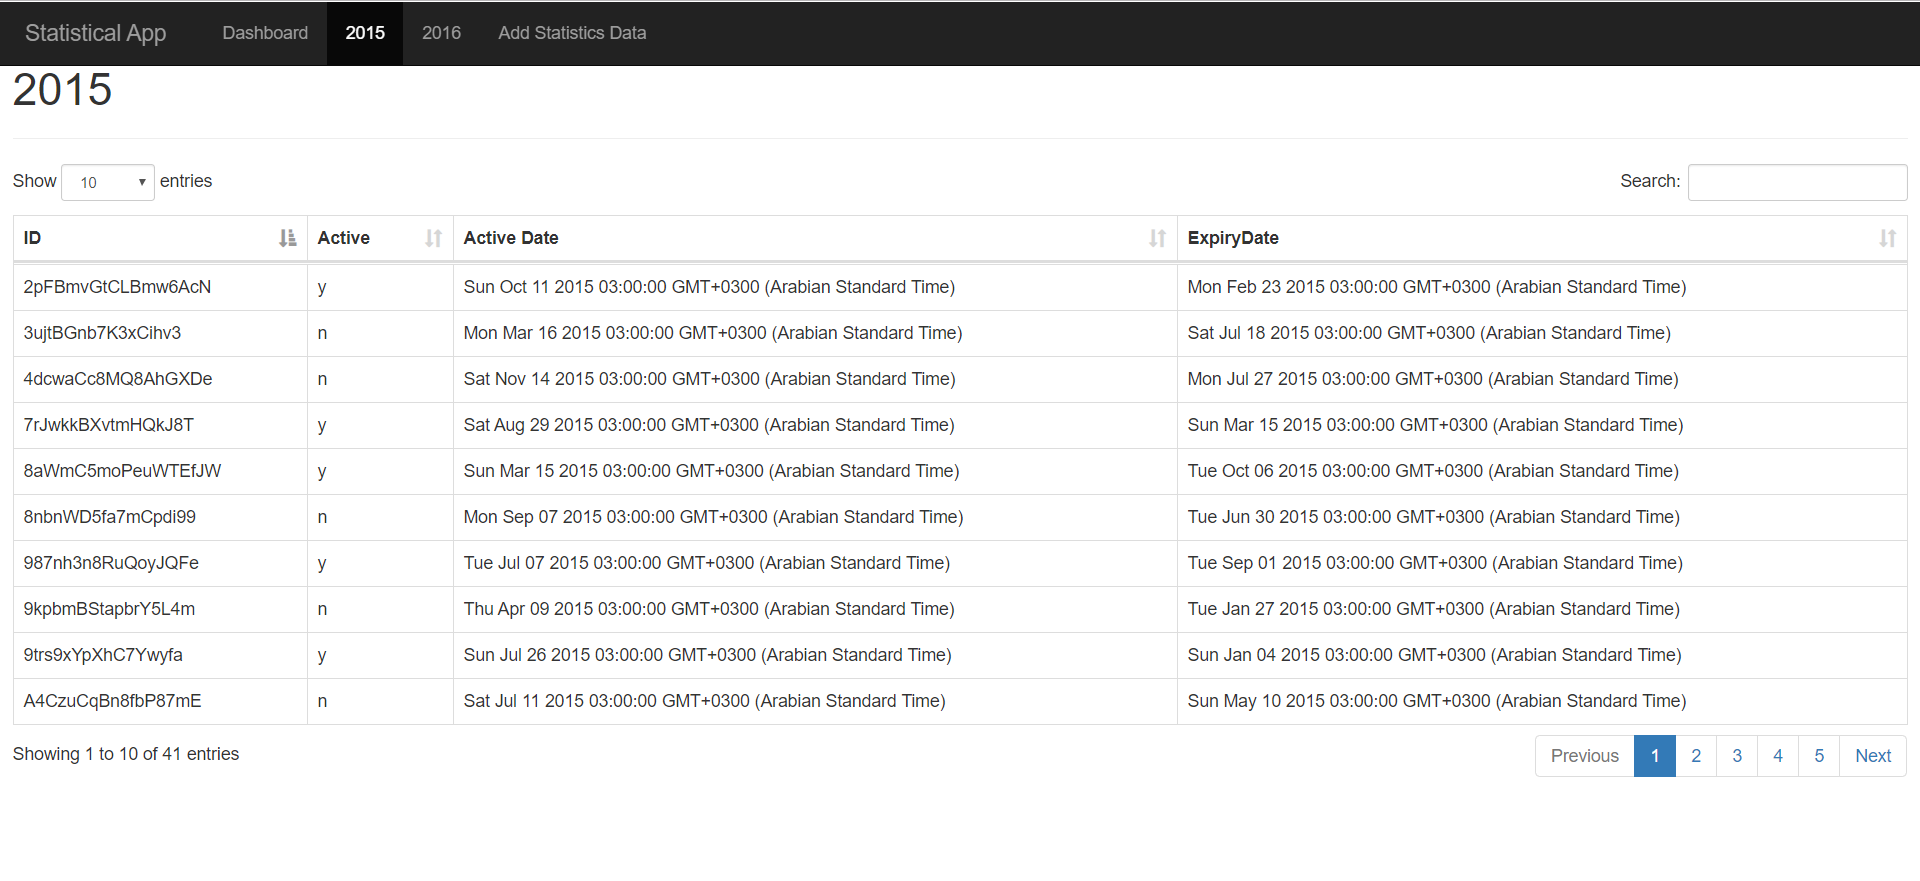 Statistical App Dashboard 2015 2016 Add Statistics Data
2015
Show 10 entries Search:
ID Active Active Date ExpiryDate
2pFBmvGtCLBmw6AcN y Sun Oct 11 2015 03:00:00 GMT+0300 (Arabian Standard Time) Mon Feb 23 2015 03:00:00 GMT+0300 (Arabian Standard Time)
3ujtBGnb7K3xCihv3 n Mon Mar 16 2015 03:00:00 GMT+0300 (Arabian Standard Time) Sat Jul 18 2015 03:00:00 GMT+0300 (Arabian Standard Time)
4dcwaCc8MQ8AhGXDe n Sat Nov 14 2015 03:00:00 GMT+0300 (Arabian Standard Time) Mon Jul 27 2015 03:00:00 GMT+0300 (Arabian Standard Time)
7rJwkkBXvtmHQkJ8T y Sat Aug 29 2015 03:00:00 GMT+0300 (Arabian Standard Time) Sun Mar 15 2015 03:00:00 GMT+0300 (Arabian Standard Time)
8aWmC5moPeuWTEfJW y Sun Mar 15 2015 03:00:00 GMT+0300 (Arabian Standard Time) Tue Oct 06 2015 03:00:00 GMT+0300 (Arabian Standard Time)
8nbnWD5fa7mCpdi99 n Mon Sep 07 2015 03:00:00 GMT+0300 (Arabian Standard Time) Tue Jun 30 2015 03:00:00 GMT+0300 (Arabian Standard Time)
987nh3n8RuQoyJQFe y Tue Jul 07 2015 03:00:00 GMT+0300 (Arabian Standard Time) Tue Sep 01 2015 03:00:00 GMT+0300 (Arabian Standard Time)
9kpbmBStapbrY5L4m n Thu Apr 09 2015 03:00:00 GMT+0300 (Arabian Standard Time) Tue Jan 27 2015 03:00:00 GMT+0300 (Arabian Standard Time)
9trs9xYpXhC7Ywyfa y Sun Jul 26 2015 03:00:00 GMT+0300 (Arabian Standard Time) Sun Jan 04 2015 03:00:00 GMT+0300 (Arabian Standard Time)
A4CzuCqBn8fbP87mE n Sat Jul 11 2015 03:00:00 GMT+0300 (Arabian Standard Time) Sun May 10 2015 03:00:00 GMT+0300 (Arabian Standard Time)
Showing 1 to 10 of 41 entries Previous 1 2 3 4 5 Next